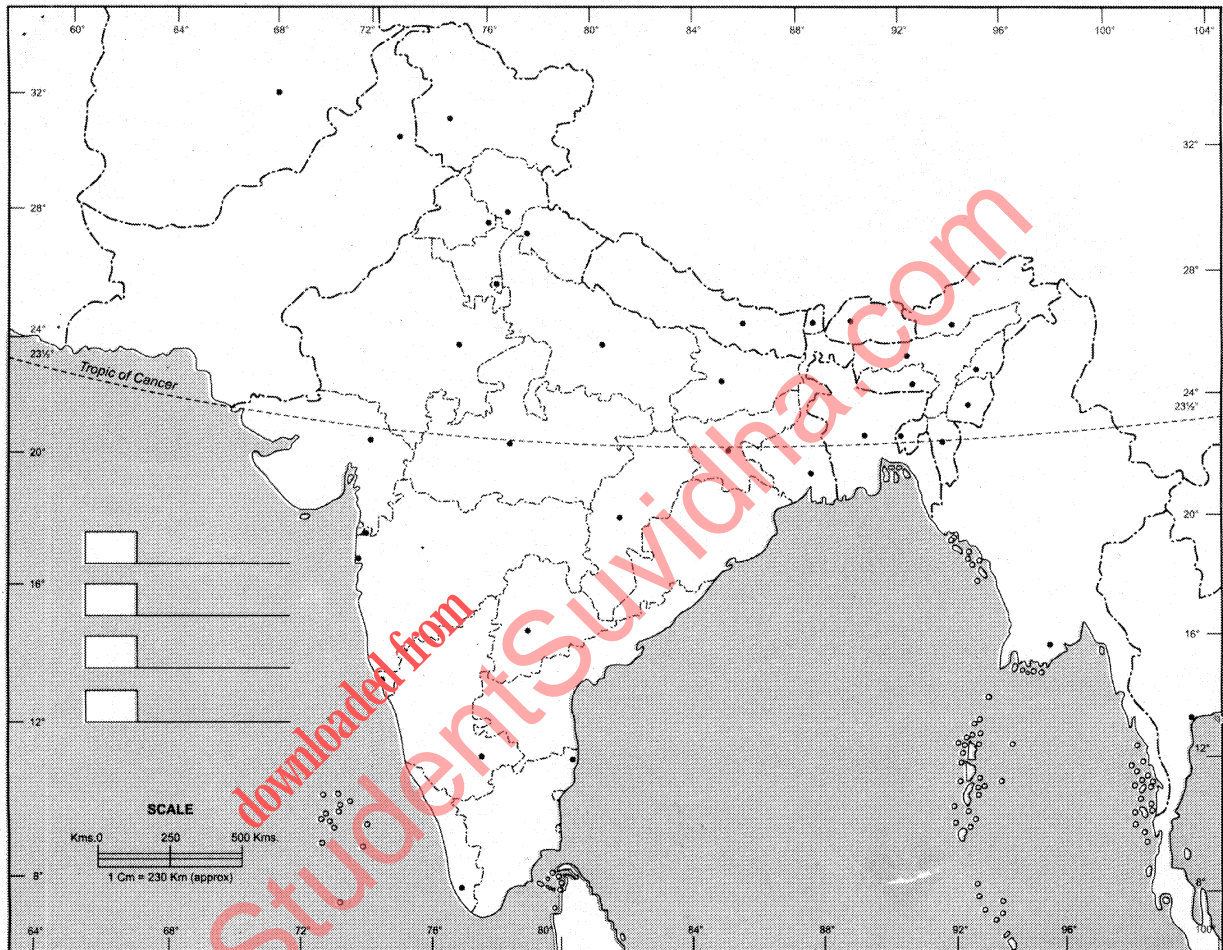 60° 64° 68° 72° 76° 80° 84° 88° 92° 96° 100° 104°
32°
32°
28°
28°
24°
23½°
Tropic of Cancer
24°
23½°
20°
20°
16°
16°
12°
12°
SCALE
Kms.0 250 500 Kms.
1 Cm = 230 Km (approx)
8°
8°
64° 68° 72° 76° 80° 84° 88° 92° 96° 100°
downloaded from
StudentSuvidha.com